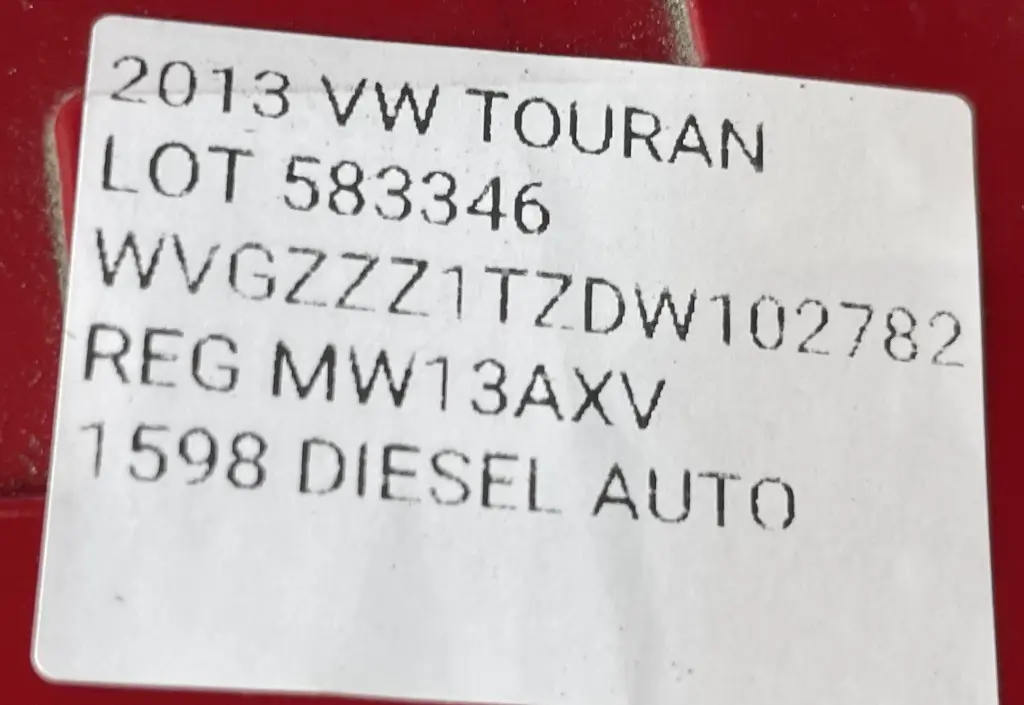 2013 VW TOURAN
LOT 583346
WVGZZZ1TZDW102782
REG MW13AXV
1598 DIESEL AUTO